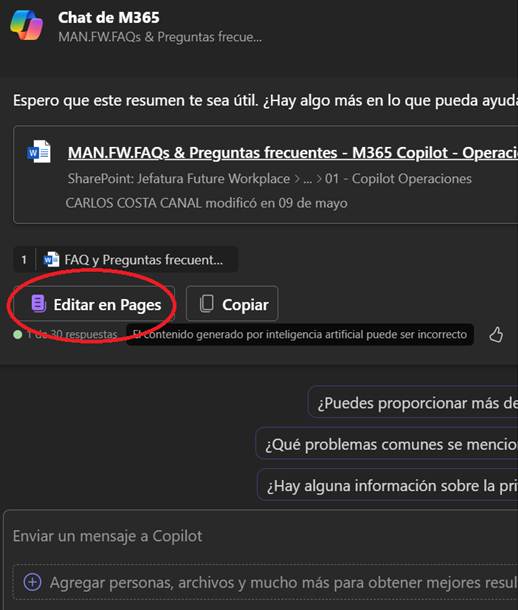 Chat de M365
MAN.FW.FAQs & Preguntas frecue...
Espero que este resumen te sea útil. ¿Hay algo más en lo que pueda ayuda
MAN.FW.FAQs & Preguntas frecuentes - M365 Copilot - Operaci
SharePoint: Jefatura Future Workplace > ... > 01 - Copilot Operaciones
CARLOS COSTA CANAL modificó en 09 de mayo
1 FAQ y Preguntas frecuent...
Editar en Pages Copiar
1 de 30 respuestas El contenido generado por inteligencia artificial puede ser incorrecto
¿Puedes proporcionar más de
¿Qué problemas comunes se mencio
¿Hay alguna información sobre la pri
Enviar un mensaje a Copilot
Agregar personas, archivos y mucho más para obtener mejores resul